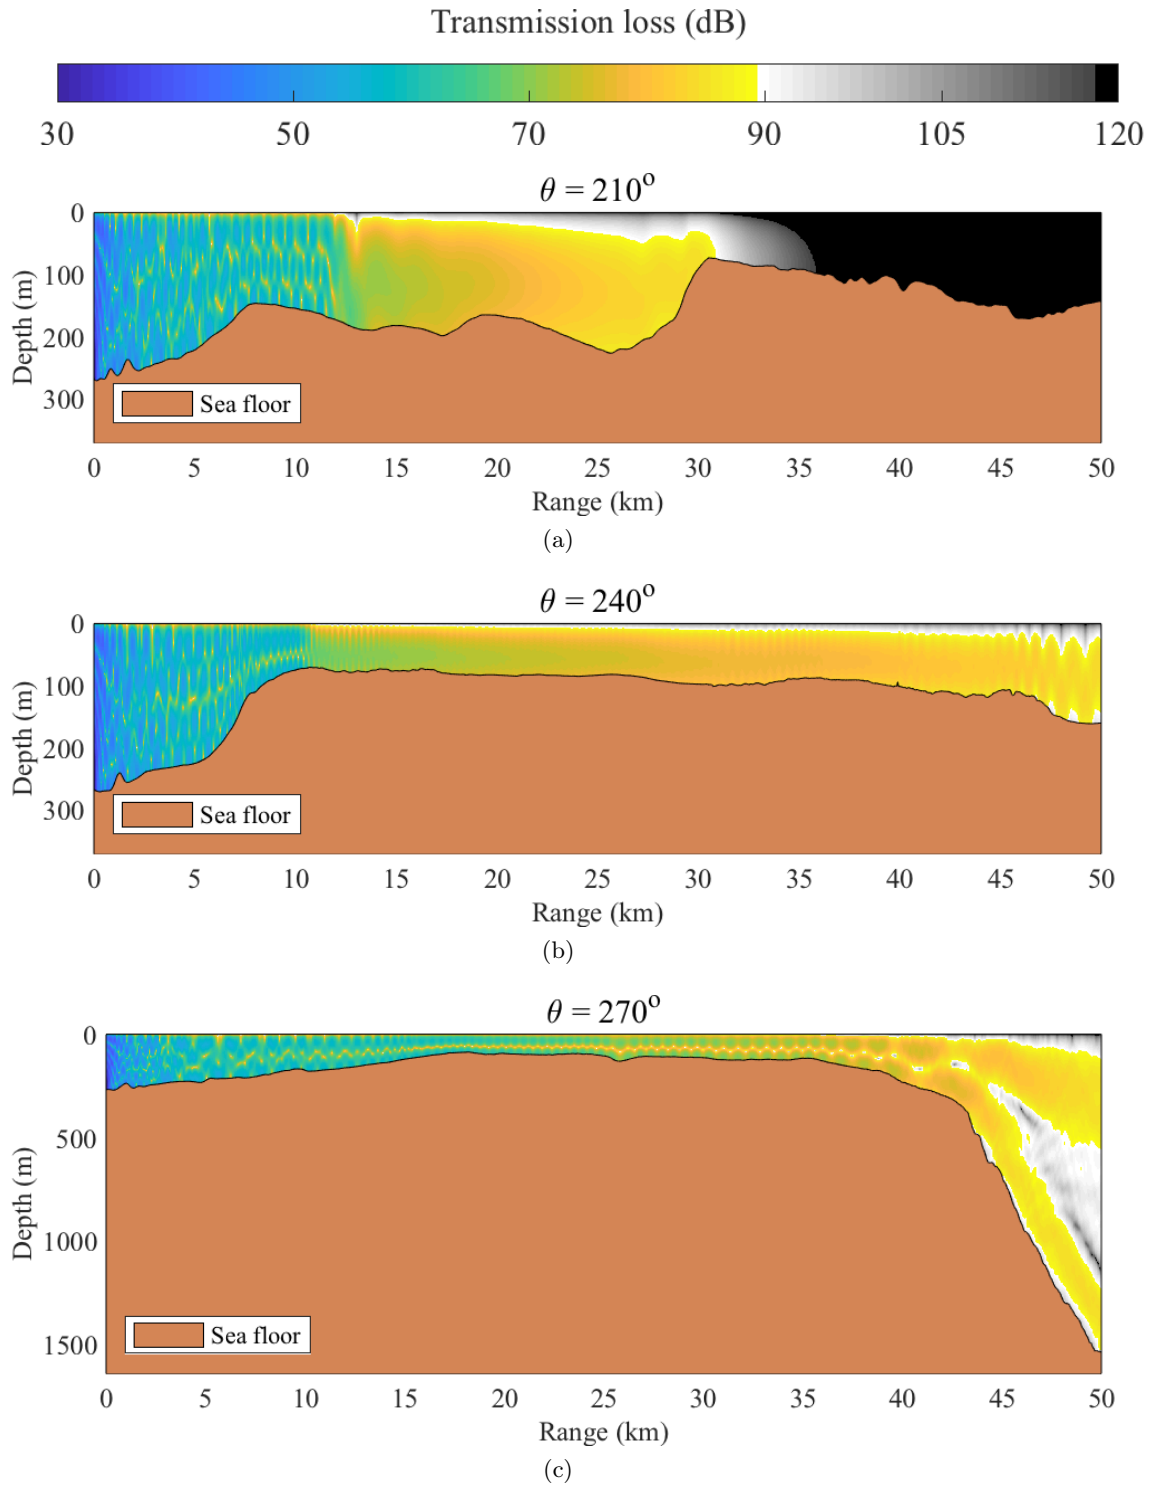 Transmission loss (dB)
30 50 70 90 105 120
θ = 210°
0
100
200
300
Depth (m)
Sea floor
0 5 10 15 20 25 30 35 40 45 50
Range (km)
(a)
θ = 240°
0
100
200
300
Depth (m)
Sea floor
0 5 10 15 20 25 30 35 40 45 50
Range (km)
(b)
θ = 270°
0
500
1000
1500
Depth (m)
Sea floor
0 5 10 15 20 25 30 35 40 45 50
Range (km)
(c)